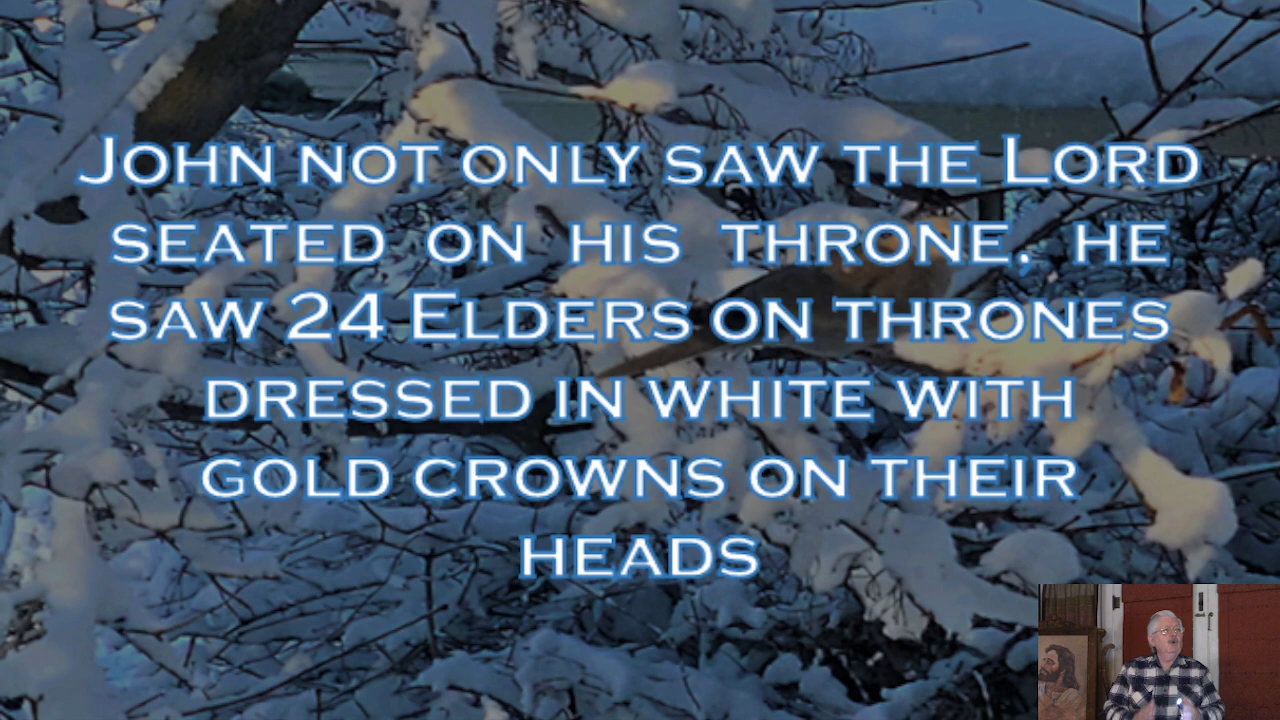 John not only saw the Lord
seated on his throne. he
saw 24 Elders on thrones
dressed in white with
gold crowns on their
heads